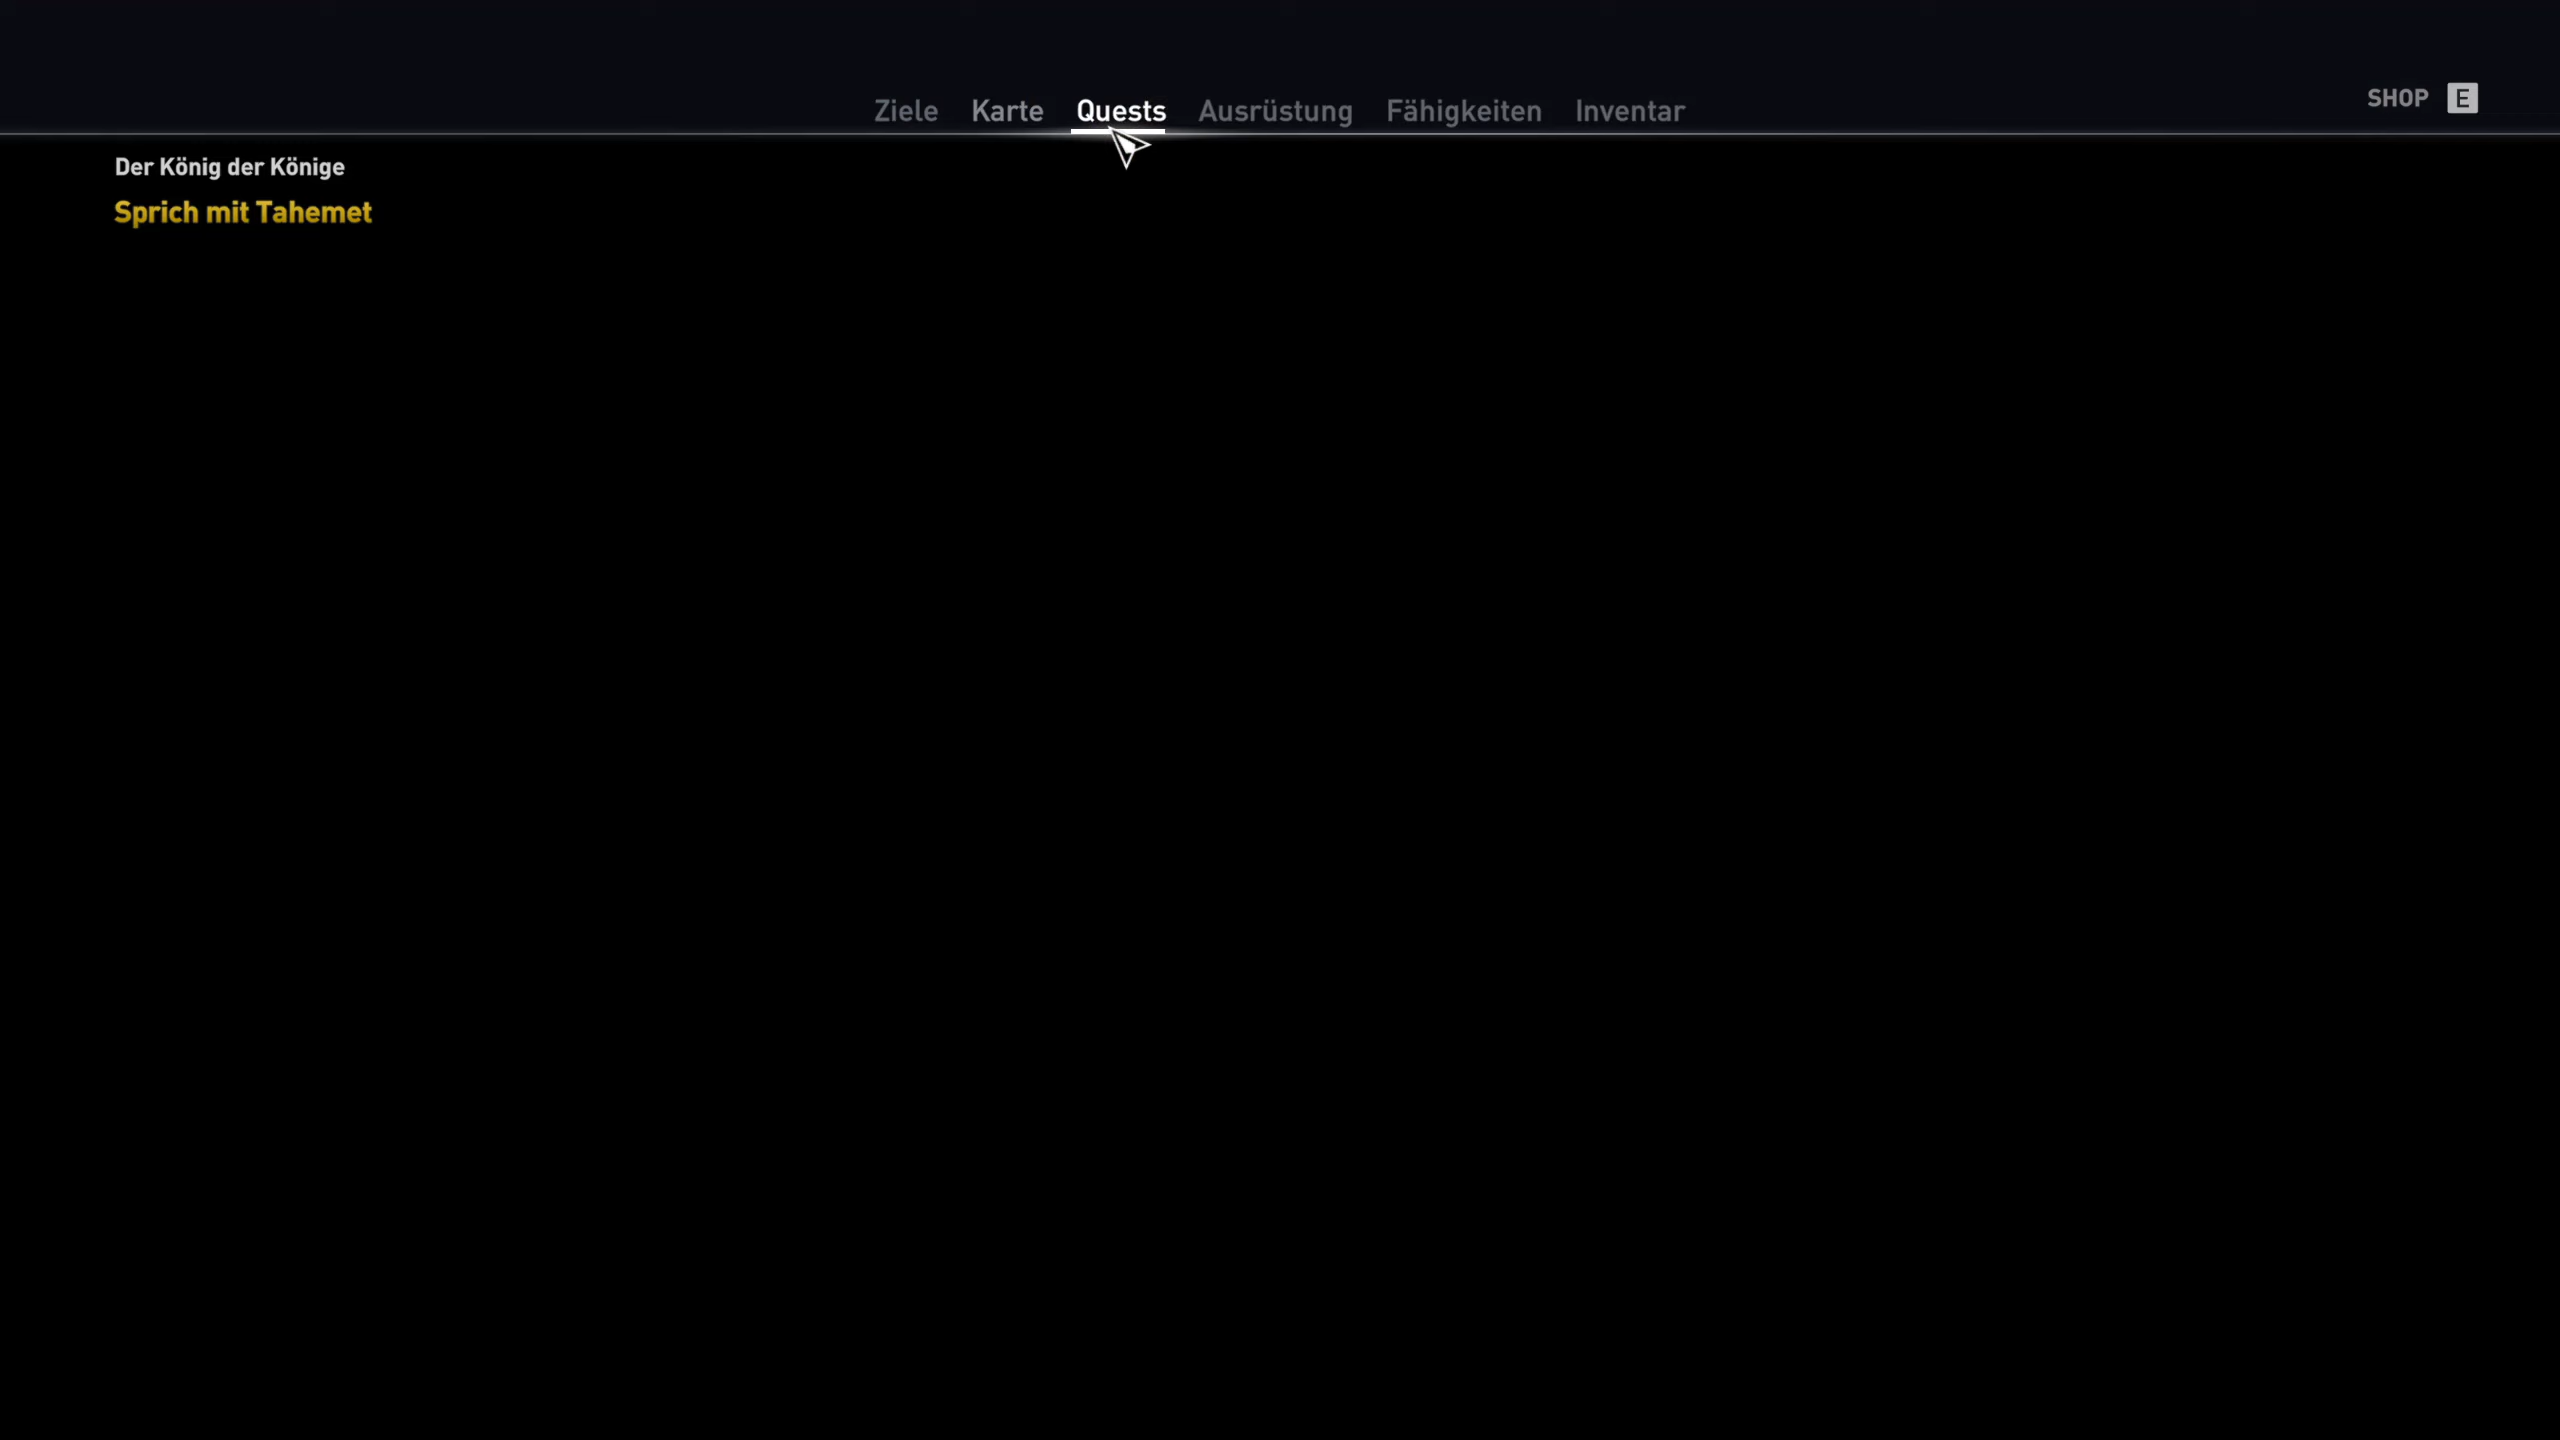 Ziele Karte Quests Ausrüstung Fähigkeiten Inventar SHOP E
Der König der Könige
Sprich mit Tahemet